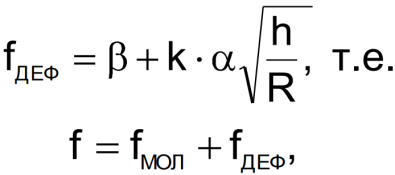 f_ДЕФ = β + k · α√(h/R), т.е.
f = f_МОЛ + f_ДЕФ,